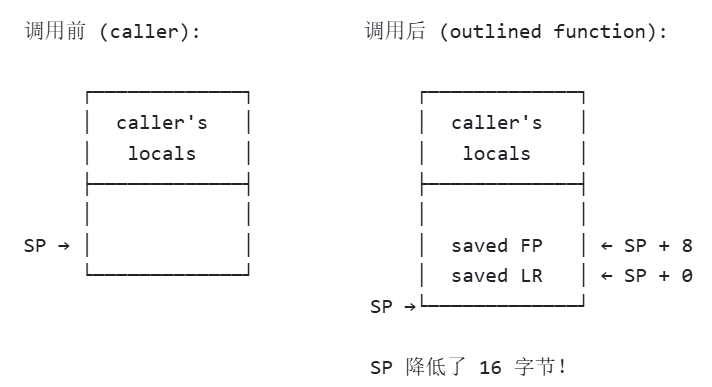 调用前 (caller):
调用后 (outlined function):
caller's
locals
caller's
locals
SP →
saved FP ← SP + 8
saved LR ← SP + 0
SP →
SP 降低了 16 字节!